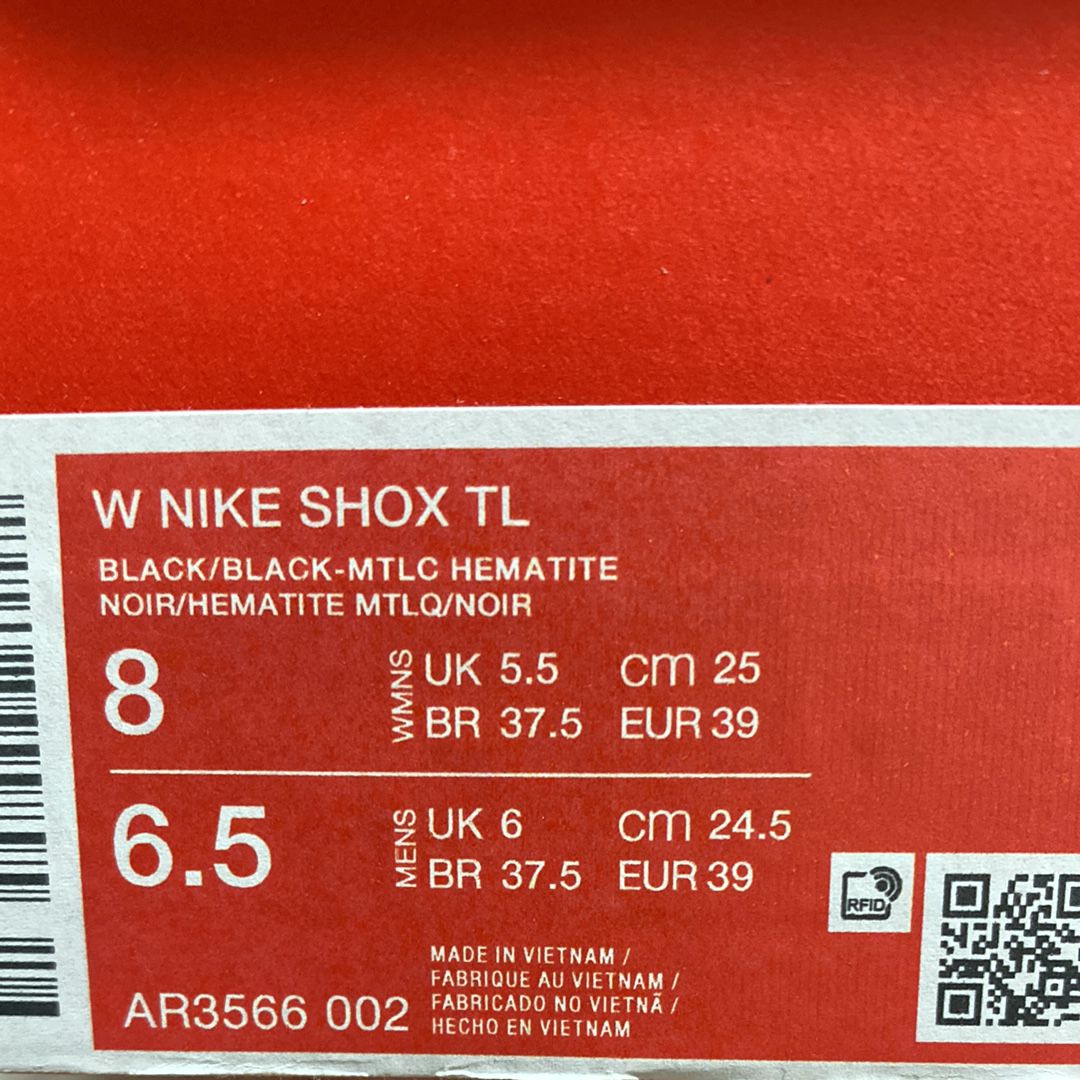 W NIKE SHOX TL
BLACK/BLACK-MTLC HEMATITE
NOIR/HEMATITE MTLQ/NOIR
8 WMNS UK 5.5 cm 25
BR 37.5 EUR 39
6.5 MENS UK 6 cm 24.5
BR 37.5 EUR 39
RFID
AR3566 002
MADE IN VIETNAM /
FABRIQUE AU VIETNAM /
FABRICADO NO VIETNÃ /
HECHO EN VIETNAM